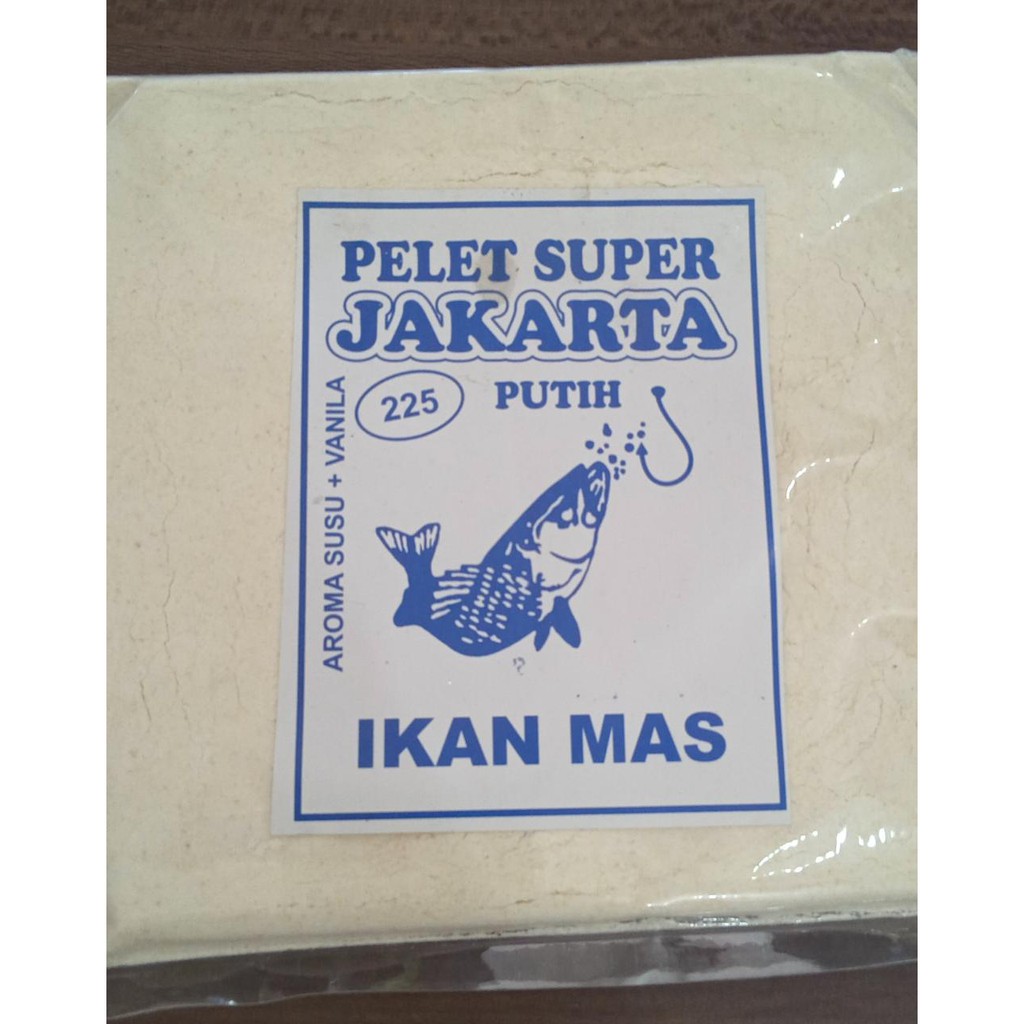 PELET SUPER
JAKARTA
225
PUTIH
AROMA SUSU + VANILA
IKAN MAS